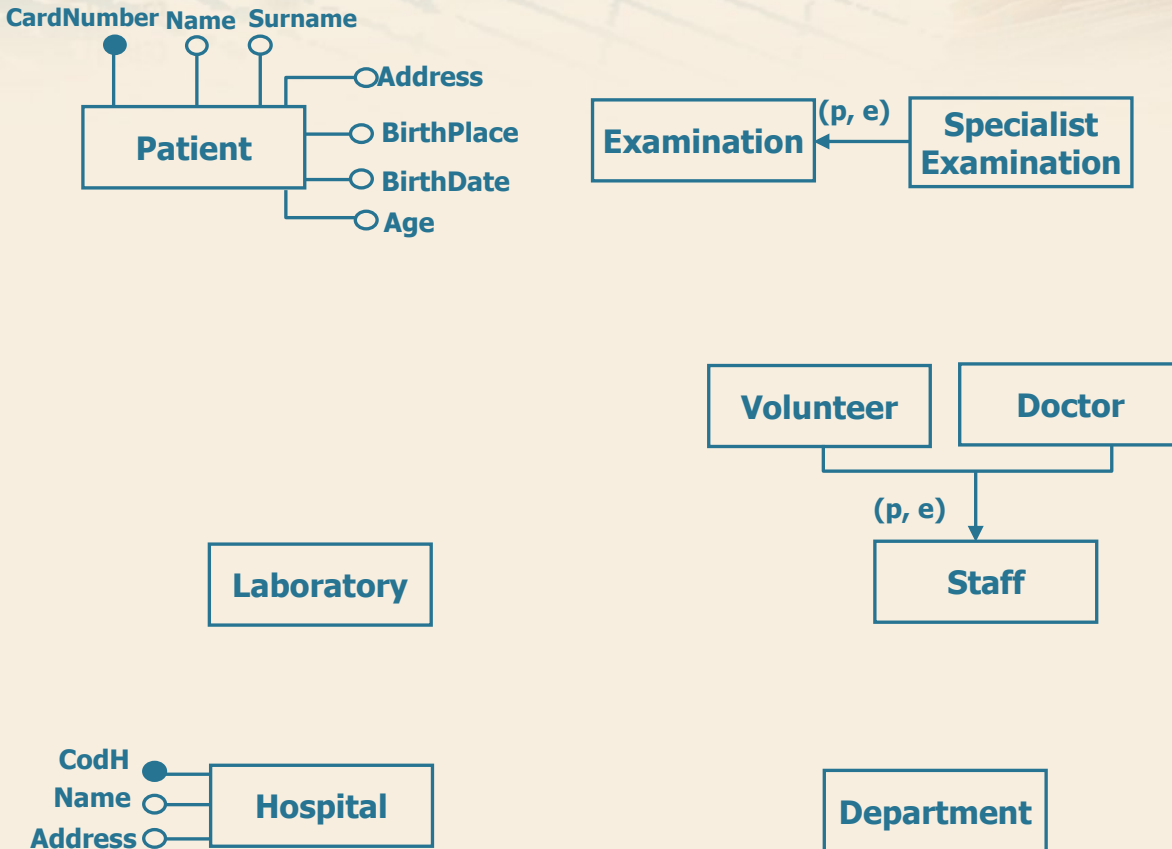 CardNumber Name Surname
Address
BirthPlace
BirthDate
Age
Patient
Examination
(p, e)
Specialist
Examination
Volunteer
Doctor
(p, e)
Staff
Laboratory
CodH
Name
Address
Hospital
Department